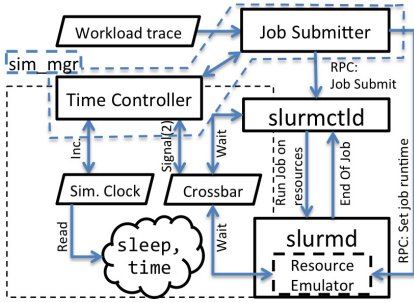 Workload trace
Job Submitter
sim_mgr
RPC:
Job Submit
Time Controller
slurmctld
Inc.
Signal(2)
Wait
Run Job on
resources
End Of Job
RPC: Set job runtime
Sim. Clock
Crossbar
Read
sleep,
time
Wait
slurmd
Resource
Emulator